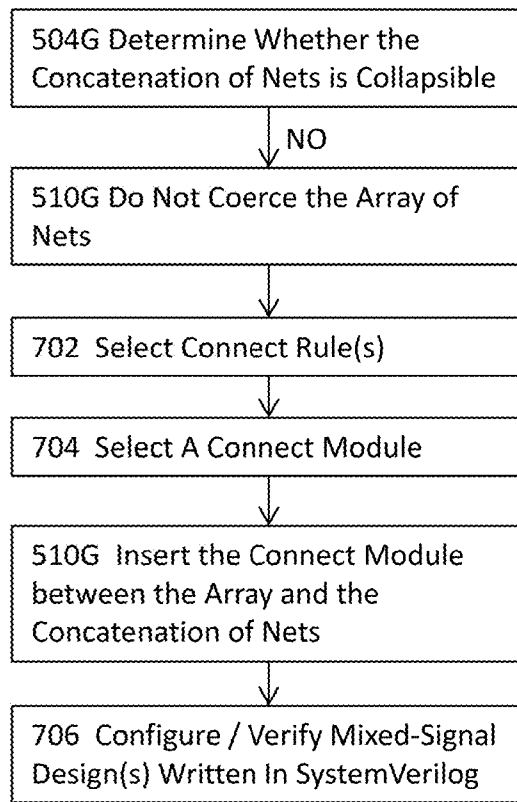 504G Determine Whether the
Concatenation of Nets is Collapsible
NO
510G Do Not Coerce the Array of
Nets
702 Select Connect Rule(s)
704 Select A Connect Module
510G Insert the Connect Module
between the Array and the
Concatenation of Nets
706 Configure / Verify Mixed-Signal
Design(s) Written In SystemVerilog